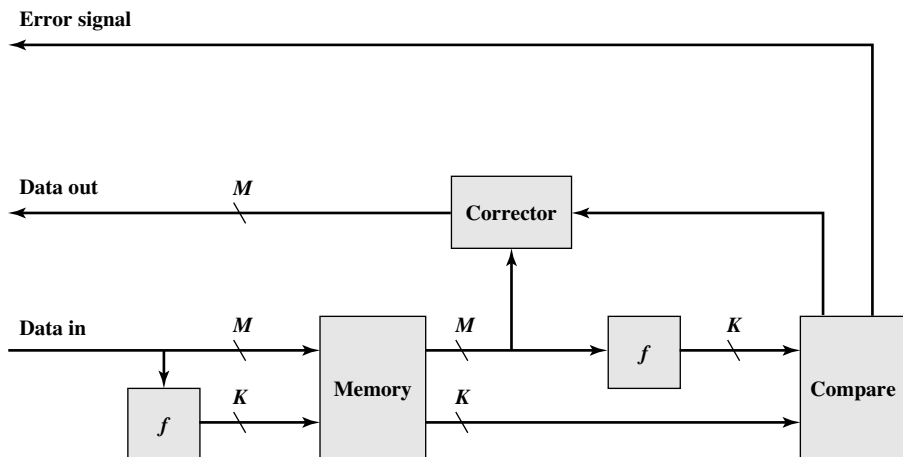 Error signal
Data out
M
Corrector
Data in
M
M
K
f
Memory
Compare
K
K
f